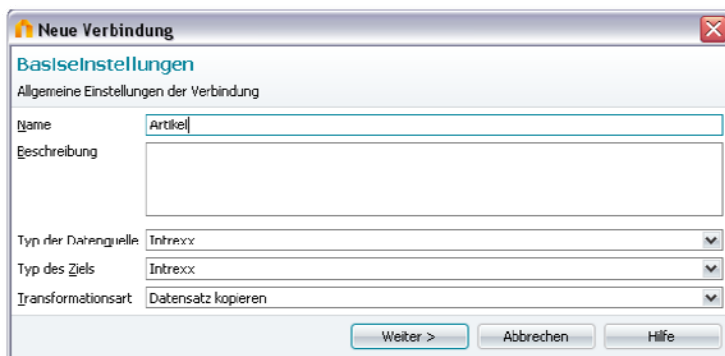 Neue Verbindung
Basiseinstellungen
Allgemeine Einstellungen der Verbindung
Name Artikel
Beschreibung
Typ der Datenquelle Intrexx
Typ des Ziels Intrexx
Transformationsart Datensatz kopieren
Weiter > Abbrechen Hilfe